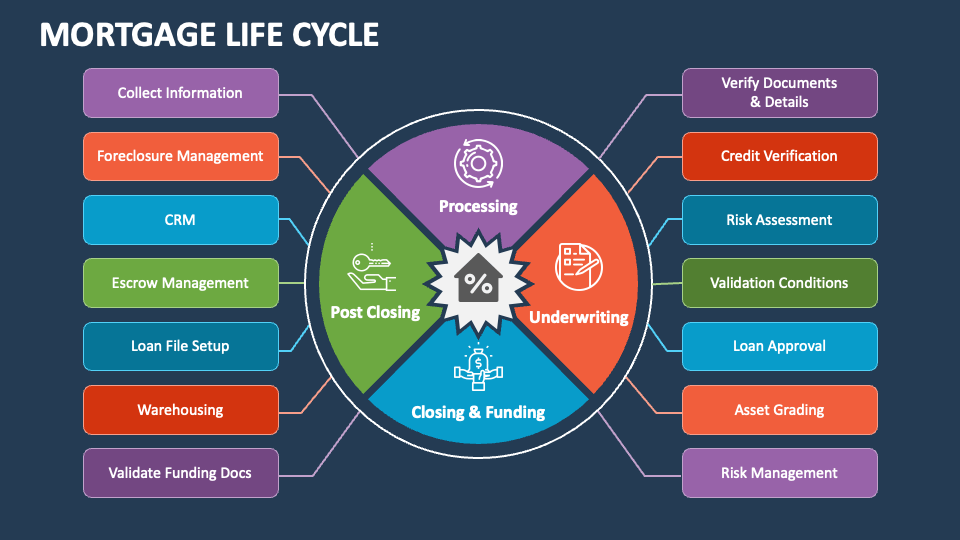 MORTGAGE LIFE CYCLE
Collect Information
Foreclosure Management
CRM
Escrow Management
Loan File Setup
Warehousing
Validate Funding Docs
Processing
Post Closing
%
Underwriting
$
Closing & Funding
Verify Documents
& Details
Credit Verification
Risk Assessment
Validation Conditions
Loan Approval
Asset Grading
Risk Management